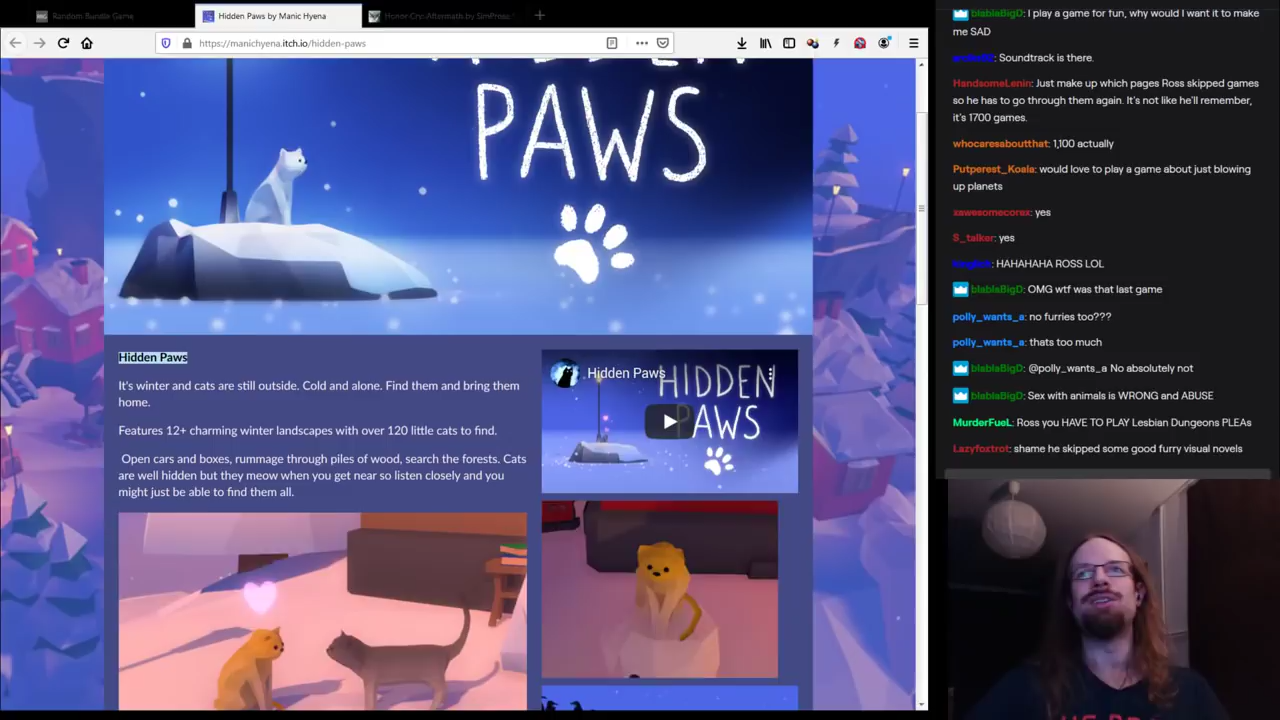 Random Bundle Game
Hidden Paws by Manic Hyena
Honor Cry: Aftermath by SimPress
https://manichyena.itch.io/hidden-paws
PAWS
Hidden Paws
It's winter and cats are still outside. Cold and alone. Find them and bring them
home.
Features 12+ charming winter landscapes with over 120 little cats to find.
Open cars and boxes, rummage through piles of wood, search the forests. Cats
are well hidden but they meow when you get near so listen closely and you
might just be able to find them all.
Hidden Paws
HIDDEN
PAWS
blablaBigD: I play a game for fun, why would I want it to make
me SAD
: Soundtrack is there.
HandsomeLenin: Just make up which pages Ross skipped games
so he has to go through them again. It's not like he'll remember,
it's 1700 games.
whocaresaboutthat: 1,100 actually
Putperest_Koala: would love to play a game about just blowing
up planets
xawesomecorex: yes
S_talker: yes
: HAHAHAHA ROSS LOL
blablaBigD: OMG wtf was that last game
polly_wants_a: no furries too???
polly_wants_a: thats too much
blablaBigD: @polly_wants_a No absolutely not
blablaBigD: Sex with animals is WRONG and ABUSE
MurderFueL: Ross you HAVE TO PLAY Lesbian Dungeons PLEAs
Lazyfoxtrot: shame he skipped some good furry visual novels